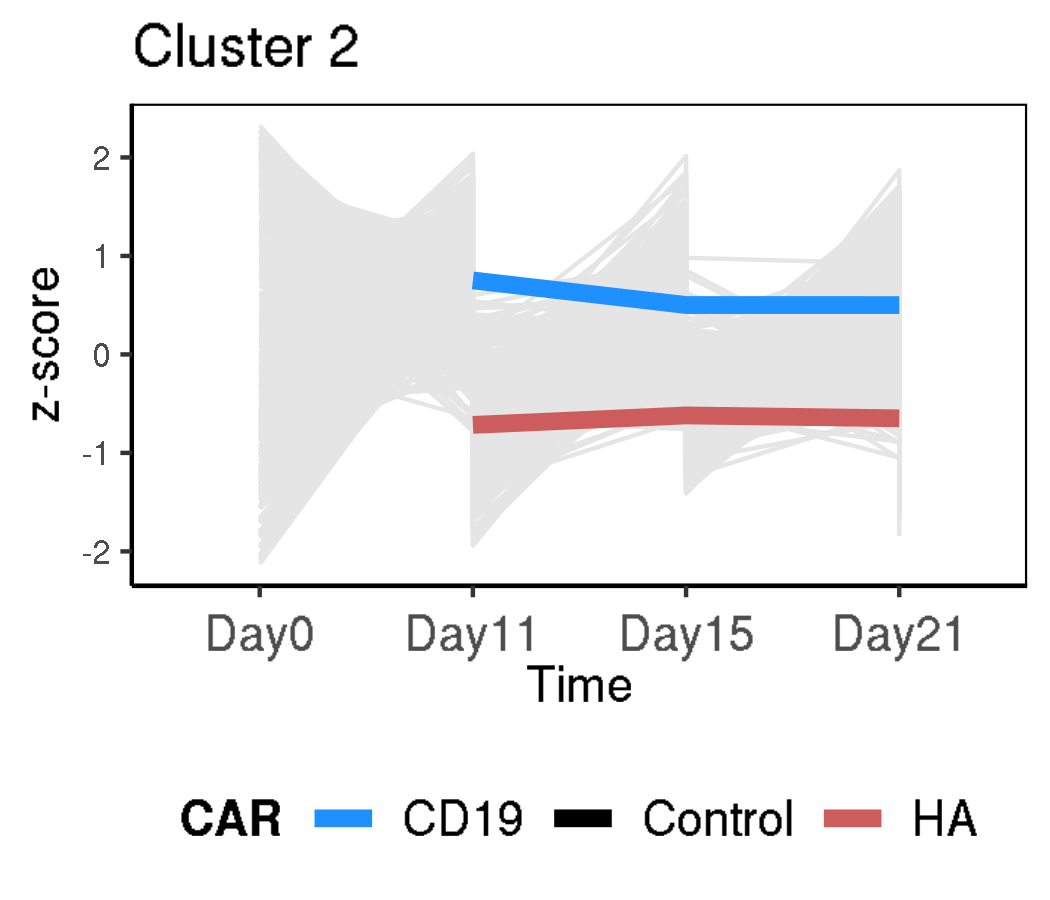 Cluster 2
z-score
2
1
0
-1
-2
Day0 Day11 Day15 Day21
Time
CAR CD19 Control HA